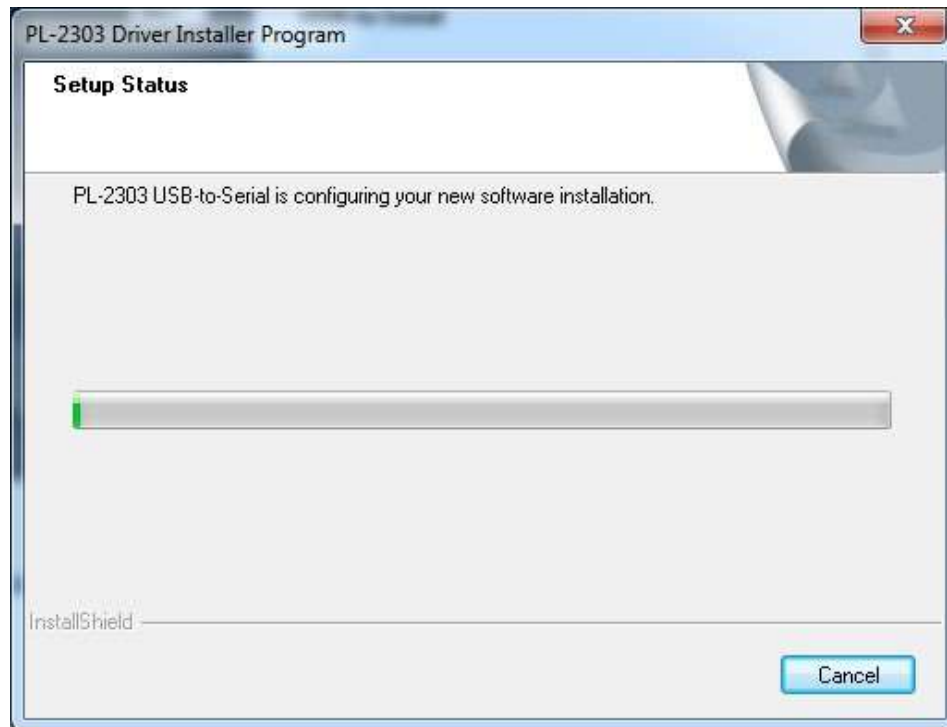 PL-2303 Driver Installer Program
Setup Status
PL-2303 USB-to-Serial is configuring your new software installation.
InstallShield
Cancel